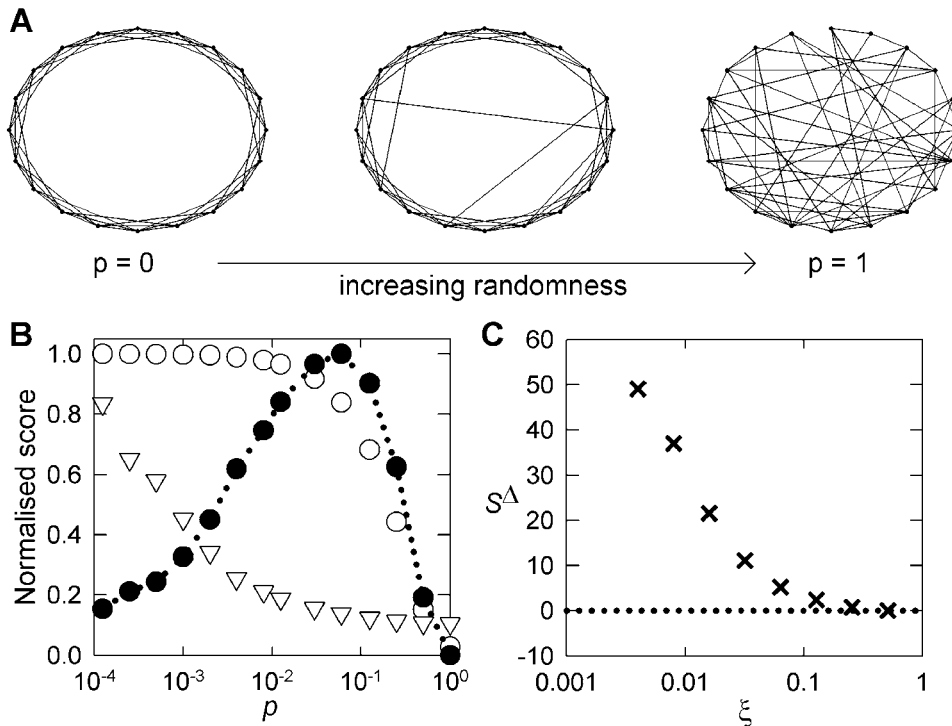 A
p = 0
increasing randomness
p = 1
B
Normalised score
1.0
0.8
0.6
0.4
0.2
0.0
10⁻⁴
10⁻³
10⁻²
10⁻¹
10⁰
p
C
S^Δ
60
50
40
30
20
10
0
-10
0.001
0.01
0.1
1
ξ